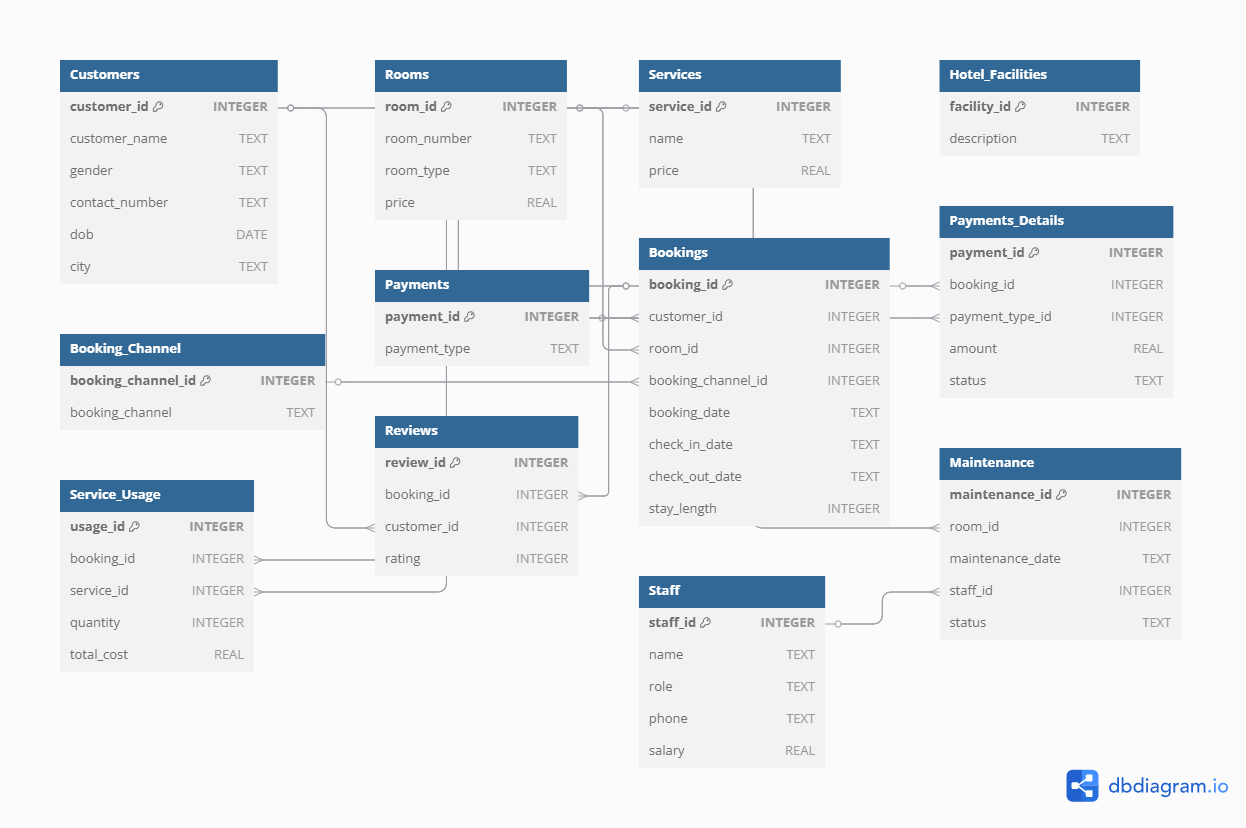 Customers
customer_id INTEGER
customer_name TEXT
gender TEXT
contact_number TEXT
dob DATE
city TEXT
Rooms
room_id INTEGER
room_number TEXT
room_type TEXT
price REAL
Services
service_id INTEGER
name TEXT
price REAL
Hotel_Facilities
facility_id INTEGER
description TEXT
Payments_Details
payment_id INTEGER
booking_id INTEGER
payment_type_id INTEGER
amount REAL
status TEXT
Bookings
booking_id INTEGER
customer_id INTEGER
room_id INTEGER
booking_channel_id INTEGER
booking_date TEXT
check_in_date TEXT
check_out_date TEXT
stay_length INTEGER
Payments
payment_id INTEGER
payment_type TEXT
Booking_Channel
booking_channel_id INTEGER
booking_channel TEXT
Reviews
review_id INTEGER
booking_id INTEGER
customer_id INTEGER
rating INTEGER
Service_Usage
usage_id INTEGER
booking_id INTEGER
service_id INTEGER
quantity INTEGER
total_cost REAL
Maintenance
maintenance_id INTEGER
room_id INTEGER
maintenance_date TEXT
staff_id INTEGER
status TEXT
Staff
staff_id INTEGER
name TEXT
role TEXT
phone TEXT
salary REAL
dbdiagram.io